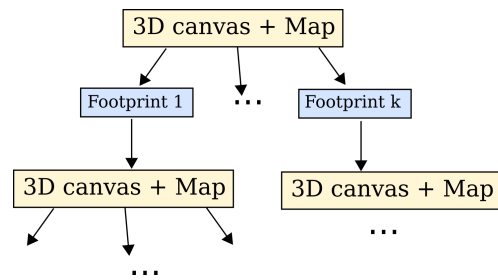 3D canvas + Map
Footprint 1
...
Footprint k
3D canvas + Map
3D canvas + Map
...
...